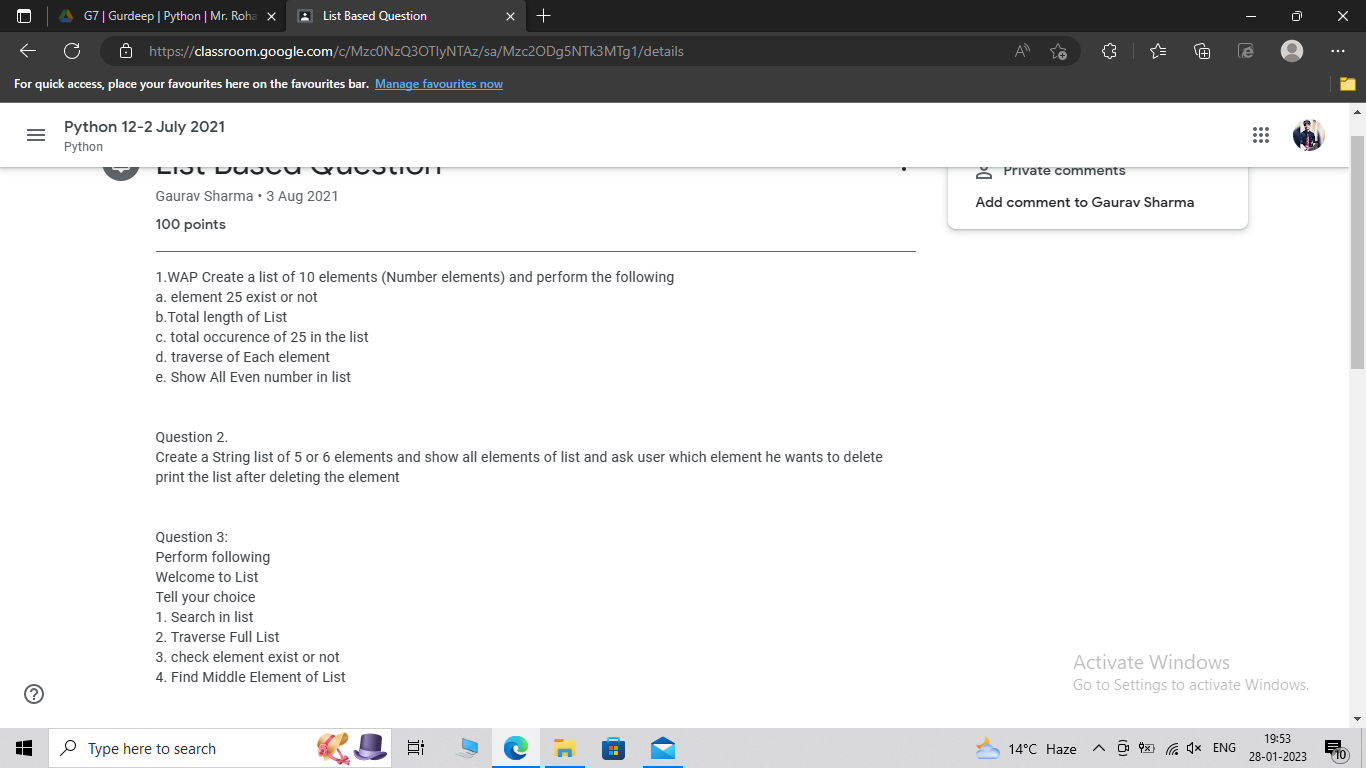 G7 | Gurdeep | Python | Mr. Roha
List Based Question
https://classroom.google.com/c/Mzc0NzQ3OTIyNTAz/sa/Mzc2ODg5NTk3MTg1/details
For quick access, place your favourites here on the favourites bar. Manage favourites now
Python 12-2 July 2021
Python
List Based Question
Gaurav Sharma • 3 Aug 2021
100 points
Private comments
Add comment to Gaurav Sharma
1.WAP Create a list of 10 elements (Number elements) and perform the following
a. element 25 exist or not
b.Total length of List
c. total occurence of 25 in the list
d. traverse of Each element
e. Show All Even number in list
Question 2.
Create a String list of 5 or 6 elements and show all elements of list and ask user which element he wants to delete
print the list after deleting the element
Question 3:
Perform following
Welcome to List
Tell your choice
1. Search in list
2. Traverse Full List
3. check element exist or not
4. Find Middle Element of List
Activate Windows
Go to Settings to activate Windows.
Type here to search
14°C Haze
ENG
19:53
28-01-2023
10